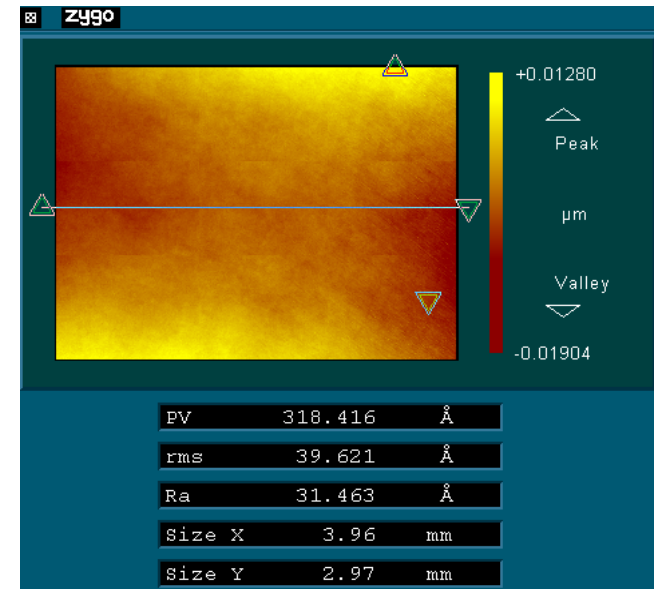 zygo
+0.01280
Peak
µm
Valley
-0.01904
PV 318.416 Å
rms 39.621 Å
Ra 31.463 Å
Size X 3.96 mm
Size Y 2.97 mm